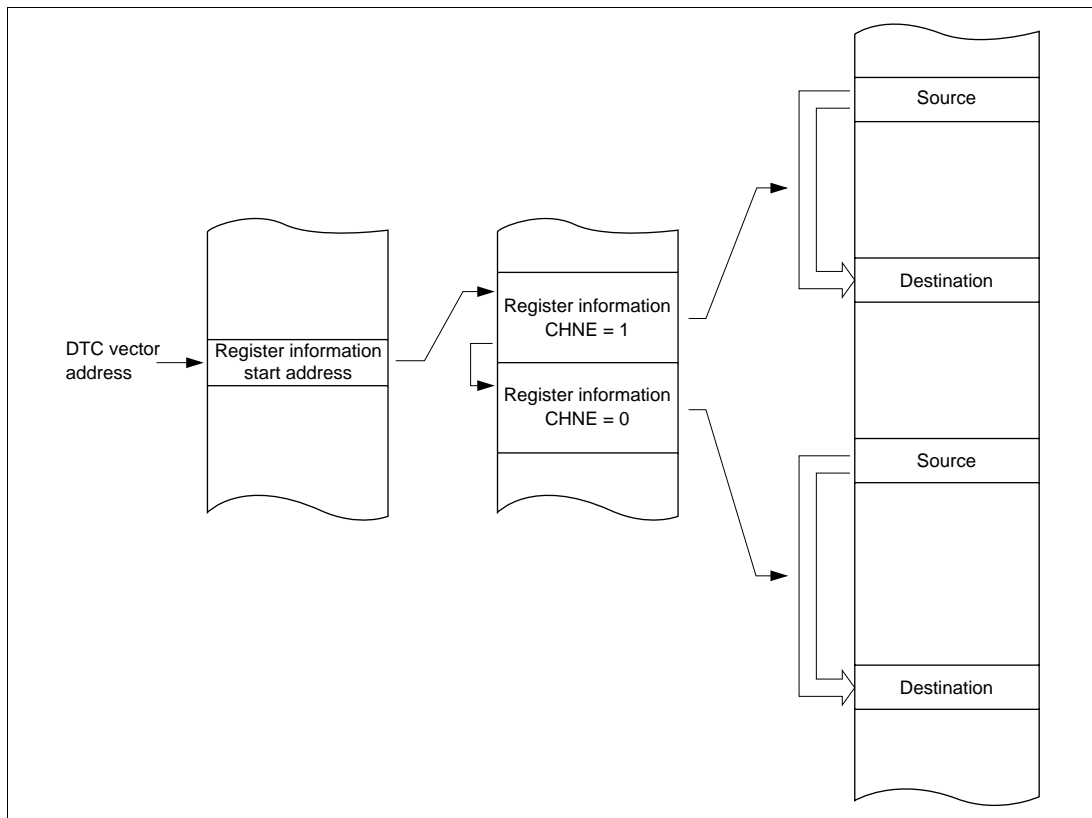 DTC vector
address
Register information
start address
Register information
CHNE = 1
Register information
CHNE = 0
Source
Destination
Source
Destination